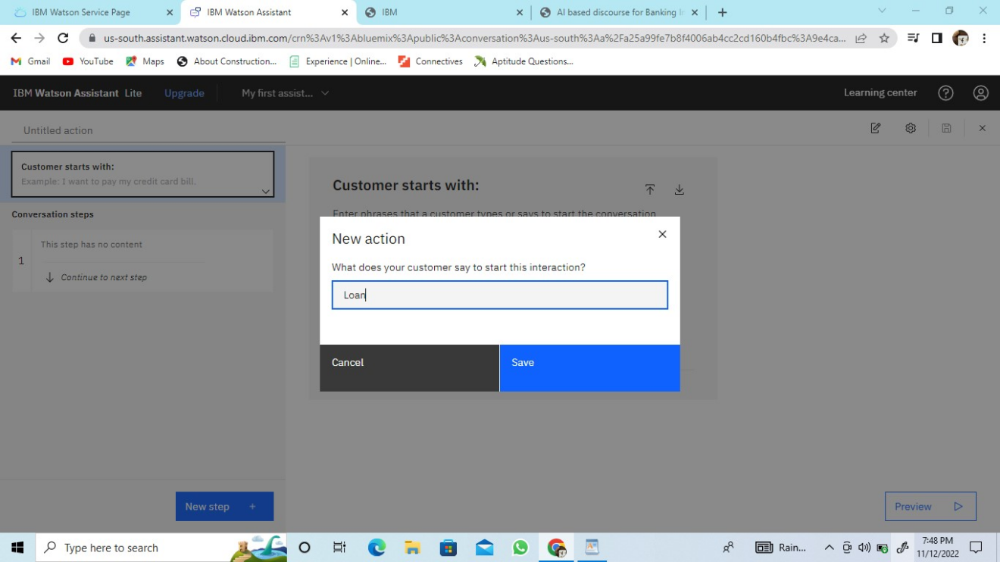 IBM Watson Service Page
IBM Watson Assistant
IBM
AI based discourse for Banking I
us-south.assistant.watson.cloud.ibm.com/crn%3Av1%3Abluemix%3Apublic%3Aconversation%3Aus-south%3Aa%2Fa25a99fe7b8f4006ab4cc2cd160b4fbc%3A9e4ca...
Gmail
YouTube
Maps
About Construction...
Experience | Online...
Connectives
Aptitude Questions...
IBM Watson Assistant Lite
Upgrade
My first assist...
Learning center
Untitled action
Customer starts with:
Example: I want to pay my credit card bill.
Conversation steps
1
This step has no content
Continue to next step
New step +
Customer starts with:
Enter phrases that a customer types or says to start the conversation
New action
What does your customer say to start this interaction?
Loan
Cancel
Save
Preview
Type here to search
Rain...
7:48 PM
11/12/2022